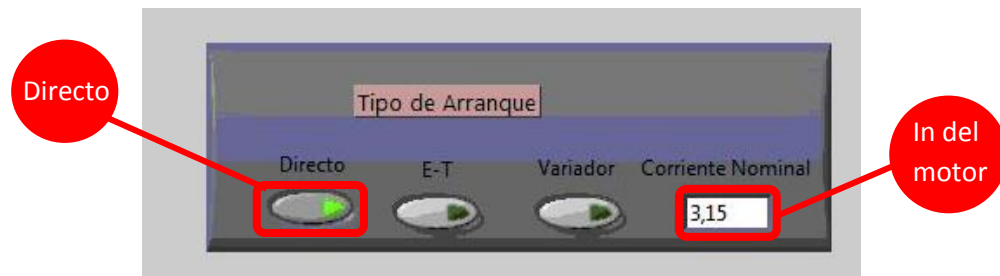 Directo
Tipo de Arranque
In del
motor
Directo
E-T
Variador
Corriente Nominal
3,15